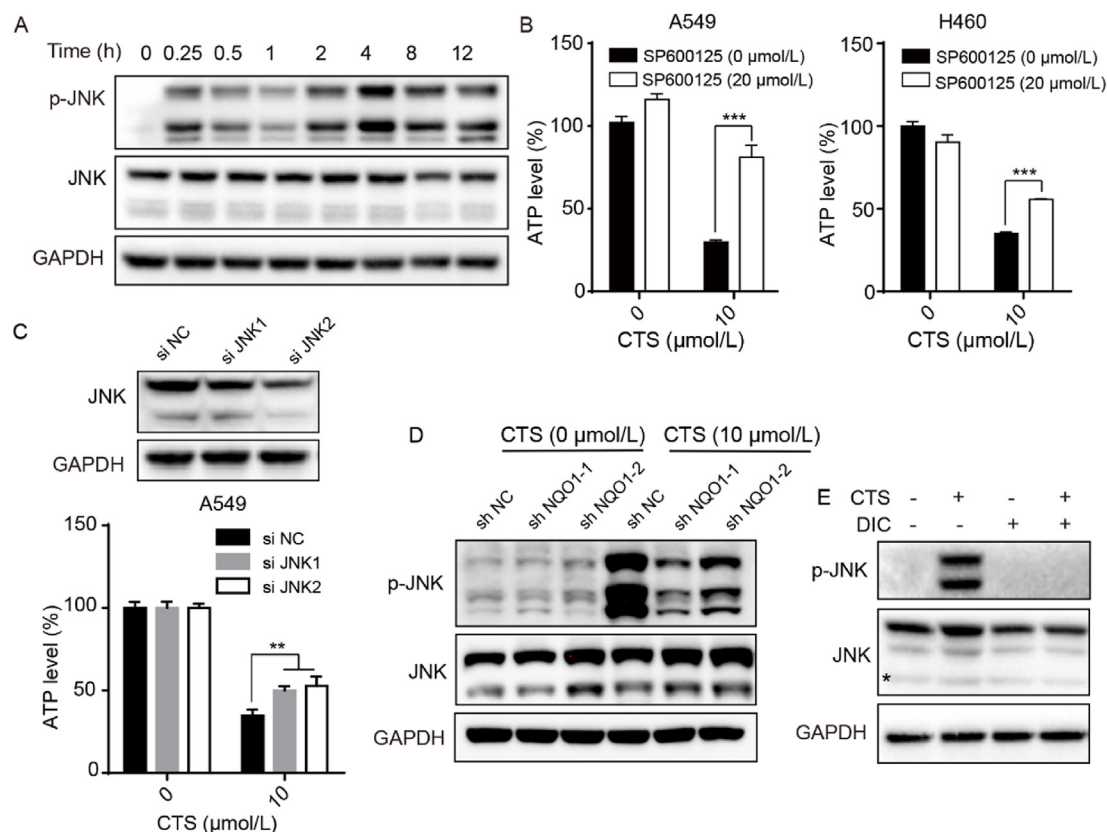 A
Time (h) 0 0.25 0.5 1 2 4 8 12
p-JNK
JNK
GAPDH
B
A549
SP600125 (0 µmol/L)
SP600125 (20 µmol/L)
150
100
50
0
ATP level (%)
***
0
10
CTS (µmol/L)
H460
SP600125 (0 µmol/L)
SP600125 (20 µmol/L)
150
100
50
0
ATP level (%)
***
0
10
CTS (µmol/L)
C
si NC si JNK1 si JNK2
JNK
GAPDH
A549
si NC
si JNK1
si JNK2
150
100
50
0
ATP level (%)
**
0
10
CTS (µmol/L)
D
CTS (0 µmol/L) CTS (10 µmol/L)
sh NC sh NQO1-1 sh NQO1-2 sh NC sh NQO1-1 sh NQO1-2
p-JNK
JNK
GAPDH
E
CTS - + - +
DIC - - + +
p-JNK
JNK
*
GAPDH